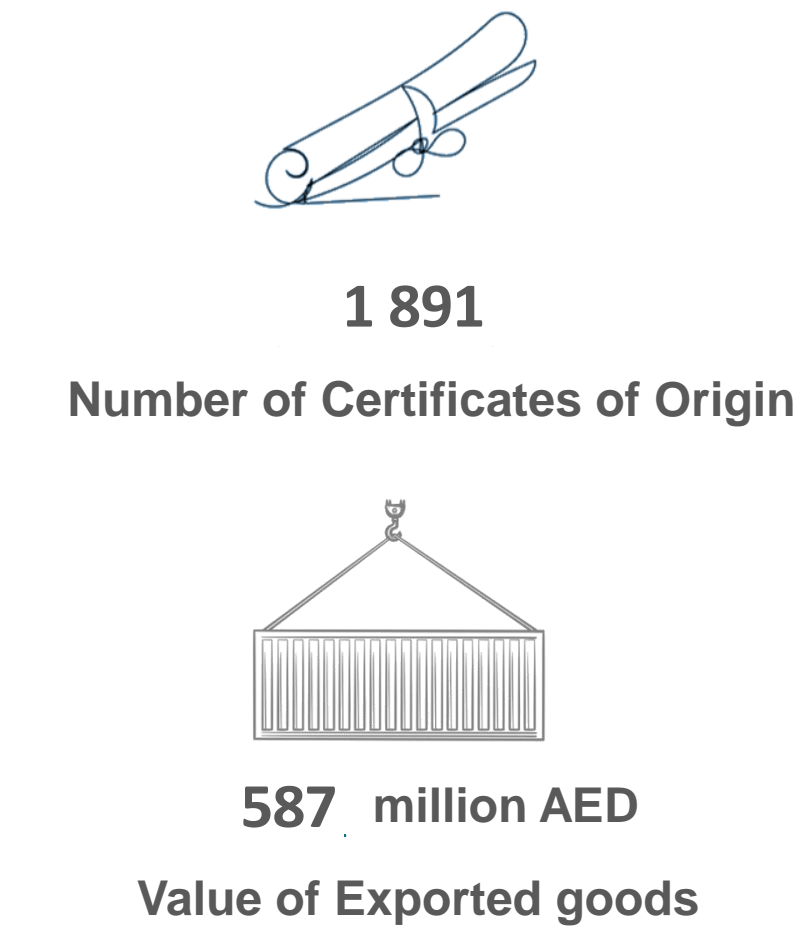 1 891
Number of Certificates of Origin
587 million AED
Value of Exported goods